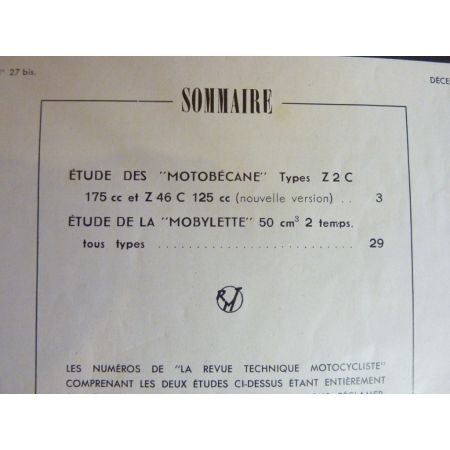 N° 27 bis.
DÉCE
SOMMAIRE
ÉTUDE DES "MOTOBÉCANE" Types Z 2 C
175 cc et Z 46 C 125 cc (nouvelle version) .. 3
ÉTUDE DE LA "MOBYLETTE" 50 cm³ 2 temps.
tous types ........................ 29
RM
LES NUMÉROS DE "LA REVUE TECHNIQUE MOTOCYCLISTE"
COMPRENANT LES DEUX ÉTUDES CI-DESSUS ÉTANT ENTIÈREMENT